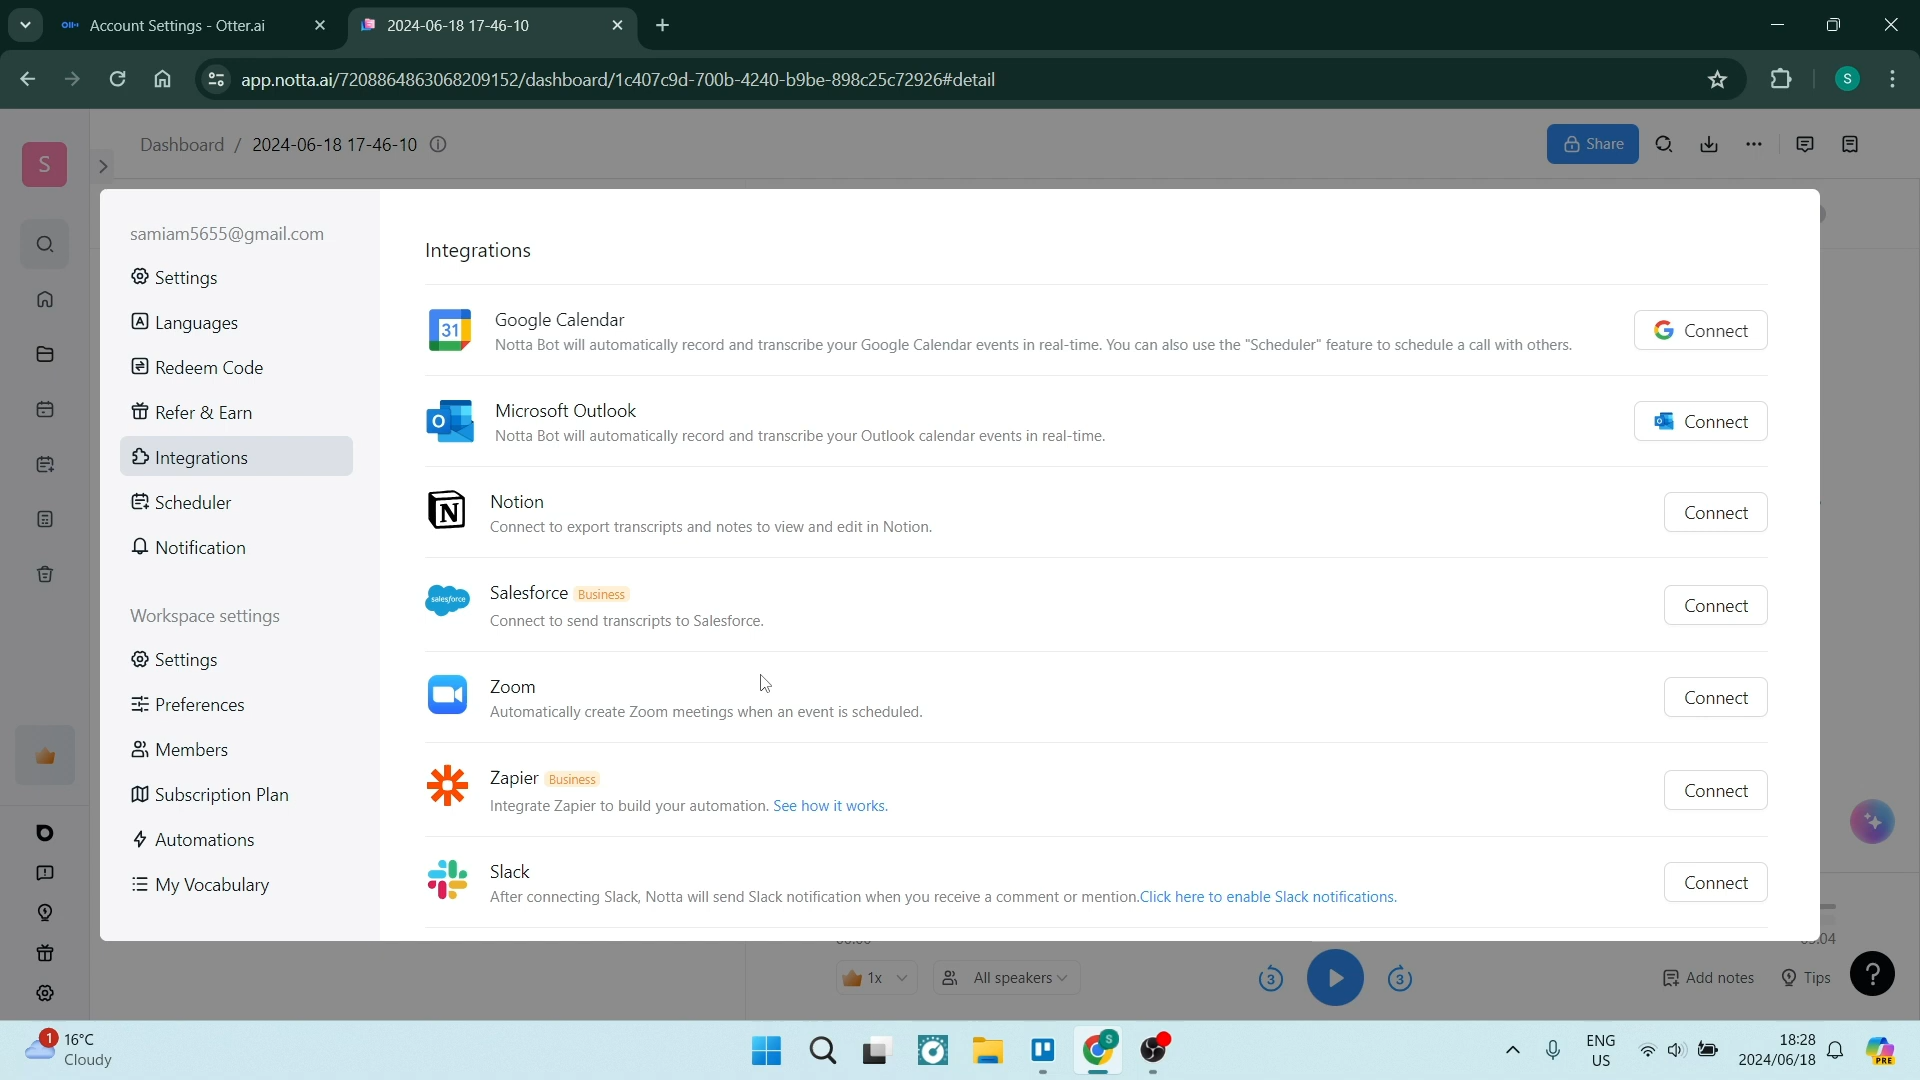 Account Settings - Otter.ai
2024-06-18 17-46-10
app.notta.ai/7208864863068209152/dashboard/1c407c9d-700b-4240-b9be-898c25c72926#detail
S
S
Dashboard / 2024-06-18 17-46-10
Share
samiam5655@gmail.com
Settings
Languages
Redeem Code
Refer & Earn
Integrations
Scheduler
Notification
Workspace settings
Settings
Preferences
Members
Subscription Plan
Automations
My Vocabulary
Integrations
31
Google Calendar
Notta Bot will automatically record and transcribe your Google Calendar events in real-time. You can also use the "Scheduler" feature to schedule a call with others.
Connect
Microsoft Outlook
Notta Bot will automatically record and transcribe your Outlook calendar events in real-time.
Connect
Notion
Connect to export transcripts and notes to view and edit in Notion.
Connect
salesforce
Salesforce Business
Connect to send transcripts to Salesforce.
Connect
Zoom
Automatically create Zoom meetings when an event is scheduled.
Connect
Zapier Business
Integrate Zapier to build your automation. See how it works.
Connect
Slack
After connecting Slack, Notta will send Slack notification when you receive a comment or mention.Click here to enable Slack notifications.
Connect
1x
All speakers
3
3
Add notes
Tips
?
1
16°C
Cloudy
S
ENG
US
18:28
2024/06/18
PRE